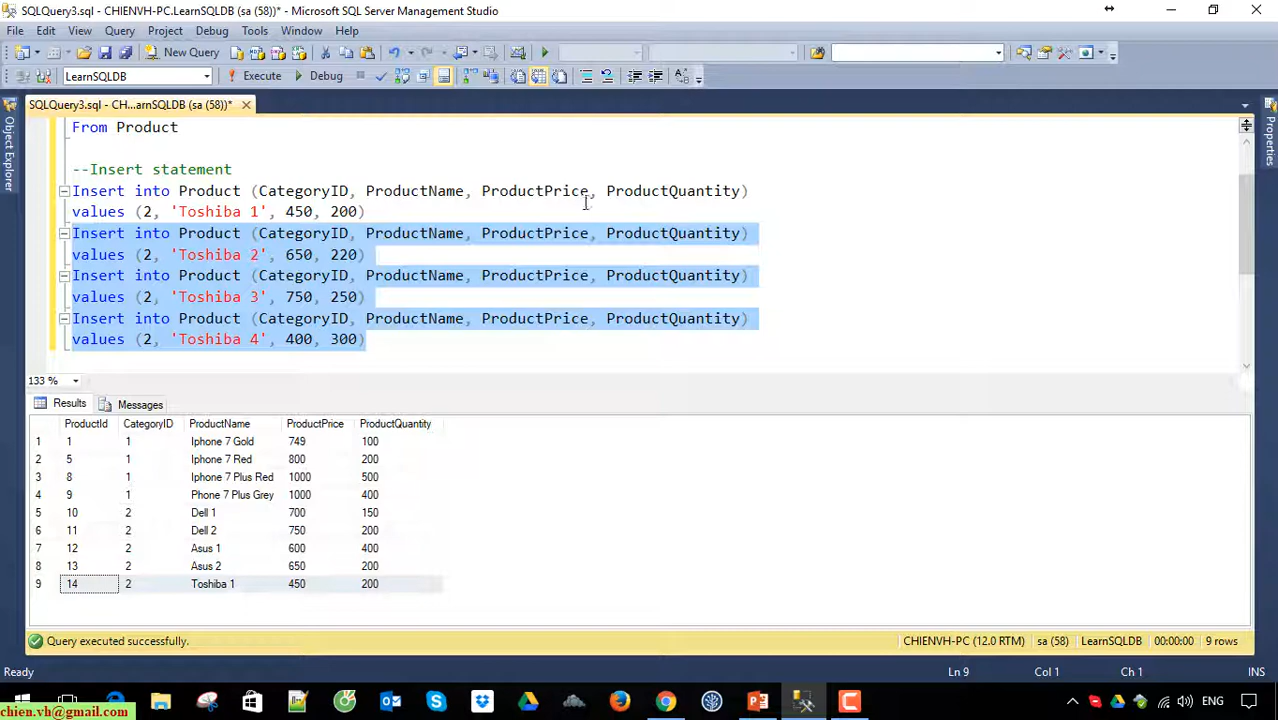 SQLQuery3.sql - CHIENVH-PC.LearnSQLDB (sa (58))* - Microsoft SQL Server Management Studio
File Edit View Query Project Debug Tools Window Help
New Query
LearnSQLDB Execute Debug
SQLQuery3.sql - CH...arnSQLDB (sa (58))*
Object Explorer
Properties
From Product
--Insert statement
Insert into Product (CategoryID, ProductName, ProductPrice, ProductQuantity)
values (2, 'Toshiba 1', 450, 200)
Insert into Product (CategoryID, ProductName, ProductPrice, ProductQuantity)
values (2, 'Toshiba 2', 650, 220)
Insert into Product (CategoryID, ProductName, ProductPrice, ProductQuantity)
values (2, 'Toshiba 3', 750, 250)
Insert into Product (CategoryID, ProductName, ProductPrice, ProductQuantity)
values (2, 'Toshiba 4', 400, 300)
133 %
Results Messages
ProductId CategoryID ProductName ProductPrice ProductQuantity
1 1 1 Iphone 7 Gold 749 100
2 5 1 Iphone 7 Red 800 200
3 8 1 Iphone 7 Plus Red 1000 500
4 9 1 Phone 7 Plus Grey 1000 400
5 10 2 Dell 1 700 150
6 11 2 Dell 2 750 200
7 12 2 Asus 1 600 400
8 13 2 Asus 2 650 200
9 14 2 Toshiba 1 450 200
Query executed successfully. CHIENVH-PC (12.0 RTM) sa (58) LearnSQLDB 00:00:00 9 rows
Ready Ln 9 Col 1 Ch 1 INS
ENG
chien.vh@gmail.com